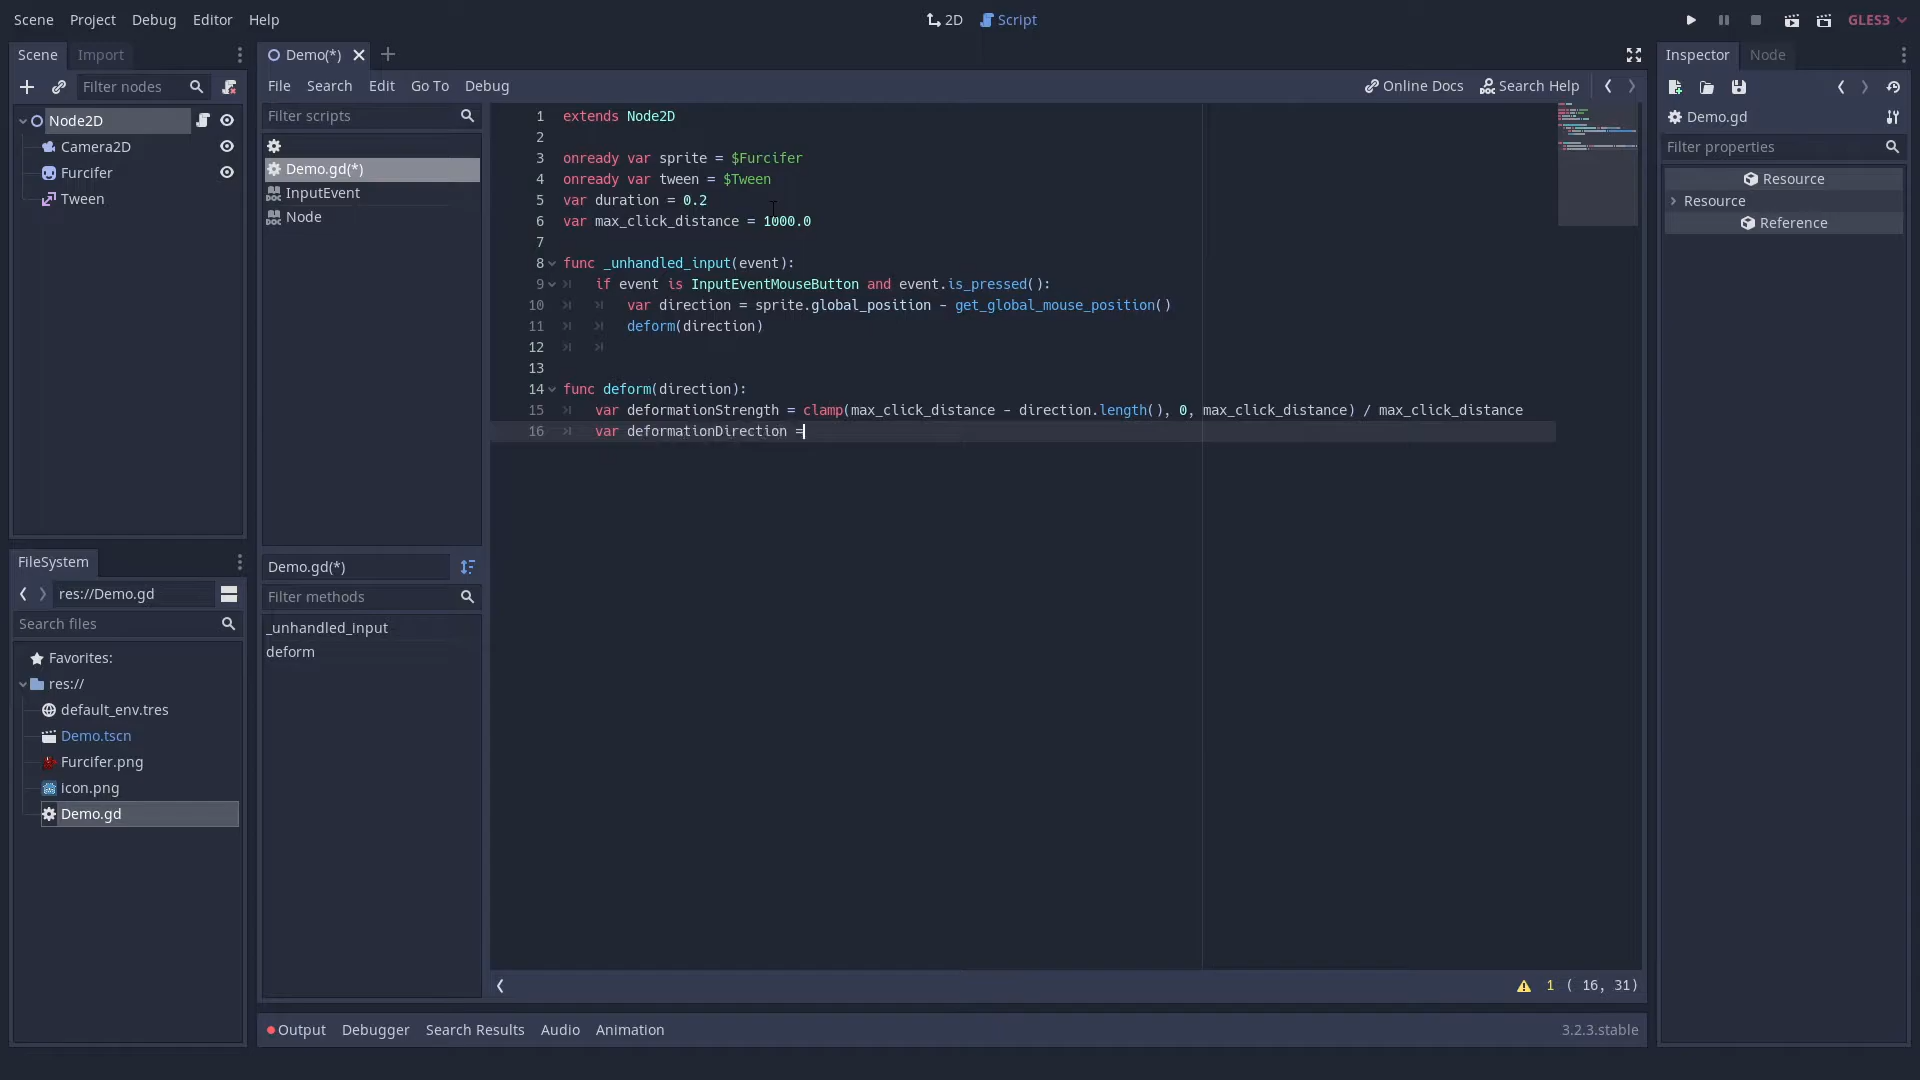 Scene Project Debug Editor Help
2D Script
GLES3
Scene Import
Filter nodes
Node2D
Camera2D
Furcifer
Tween
FileSystem
res://Demo.gd
Search files
Favorites:
res://
default_env.tres
Demo.tscn
Furcifer.png
icon.png
Demo.gd
Demo(*)
File Search Edit Go To Debug
Online Docs Search Help
Filter scripts
Demo.gd(*)
InputEvent
Node
Demo.gd(*)
Filter methods
_unhandled_input
deform
1 extends Node2D
2
3 onready var sprite = $Furcifer
4 onready var tween = $Tween
5 var duration = 0.2
6 var max_click_distance = 1000.0
7
8 func _unhandled_input(event):
9 if event is InputEventMouseButton and event.is_pressed():
10 var direction = sprite.global_position - get_global_mouse_position()
11 deform(direction)
12
13
14 func deform(direction):
15 var deformationStrength = clamp(max_click_distance - direction.length(), 0, max_click_distance) / max_click_distance
16 var deformationDirection =
1 ( 16, 31)
Output Debugger Search Results Audio Animation
3.2.3.stable
Inspector Node
Demo.gd
Filter properties
Resource
Resource
Reference